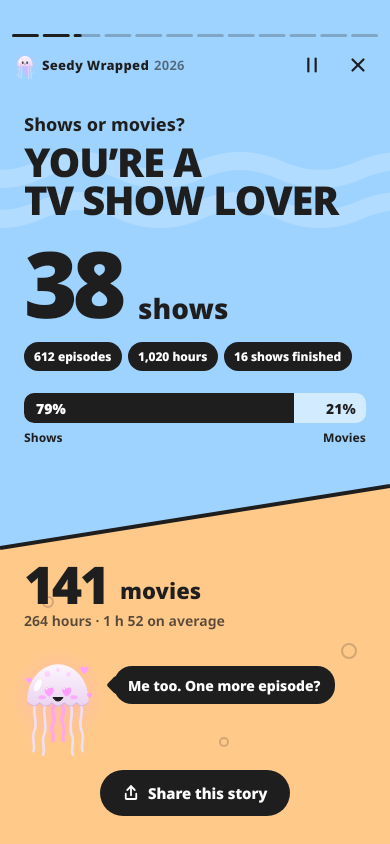 Seedy Wrapped 2026
Shows or movies?
YOU’RE A
TV SHOW LOVER
38 shows
612 episodes 1,020 hours 16 shows finished
79% 21%
Shows Movies
141 movies
264 hours · 1 h 52 on average
Me too. One more episode?
Share this story